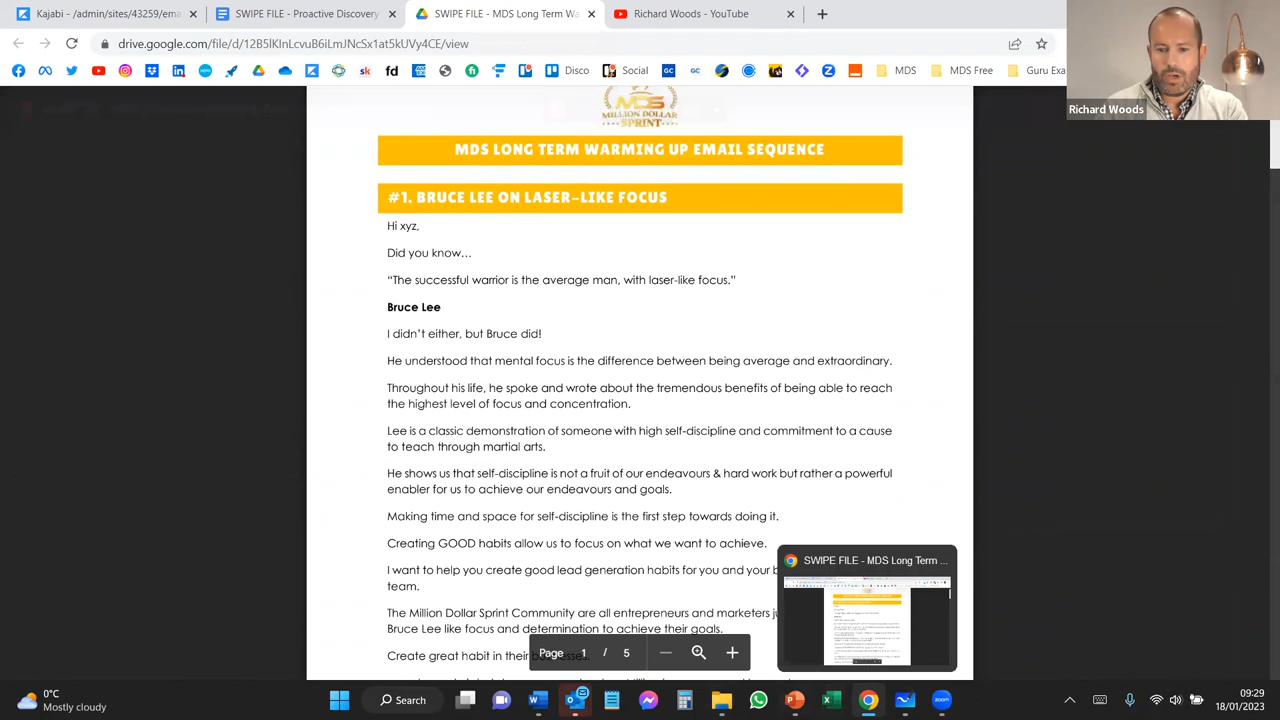 Kajabi - /admin/sites/43259/ema
SWIPE FILE - Proactive Discovery
SWIPE FILE - MDS Long Term Wa
Richard Woods - YouTube
drive.google.com/file/d/12B5lKInLcvuB6iLmJNcSx1at5kUVy4CE/view
sk
fd
Disco
Social
GC
GC
MDS
MDS Free
Guru Exa
Richard Woods
MDS
MILLION DOLLAR
SPRINT
MDS LONG TERM WARMING UP EMAIL SEQUENCE
#1. BRUCE LEE ON LASER-LIKE FOCUS
Hi xyz,
Did you know…
“The successful warrior is the average man, with laser-like focus.”
Bruce Lee
I didn’t either, but Bruce did!
He understood that mental focus is the difference between being average and extraordinary.
Throughout his life, he spoke and wrote about the tremendous benefits of being able to reach
the highest level of focus and concentration.
Lee is a classic demonstration of someone with high self-discipline and commitment to a cause
to teach through martial arts.
He shows us that self-discipline is not a fruit of our endeavours & hard work but rather a powerful
enabler for us to achieve our endeavours and goals.
Making time and space for self-discipline is the first step towards doing it.
Creating GOOD habits allow us to focus on what we want to achieve.
I want to help you create good lead generation habits for you and your b
team.
The Million Dollar Sprint Community are all entrepreneurs and marketers ju
Bruce Lee like focus and determination to achieve their goals.
Create good habit in their
Page 1 / 5
SWIPE FILE - MDS Long Term ...
0°C
Mostly cloudy
Search
zoom
09:29
18/01/2023